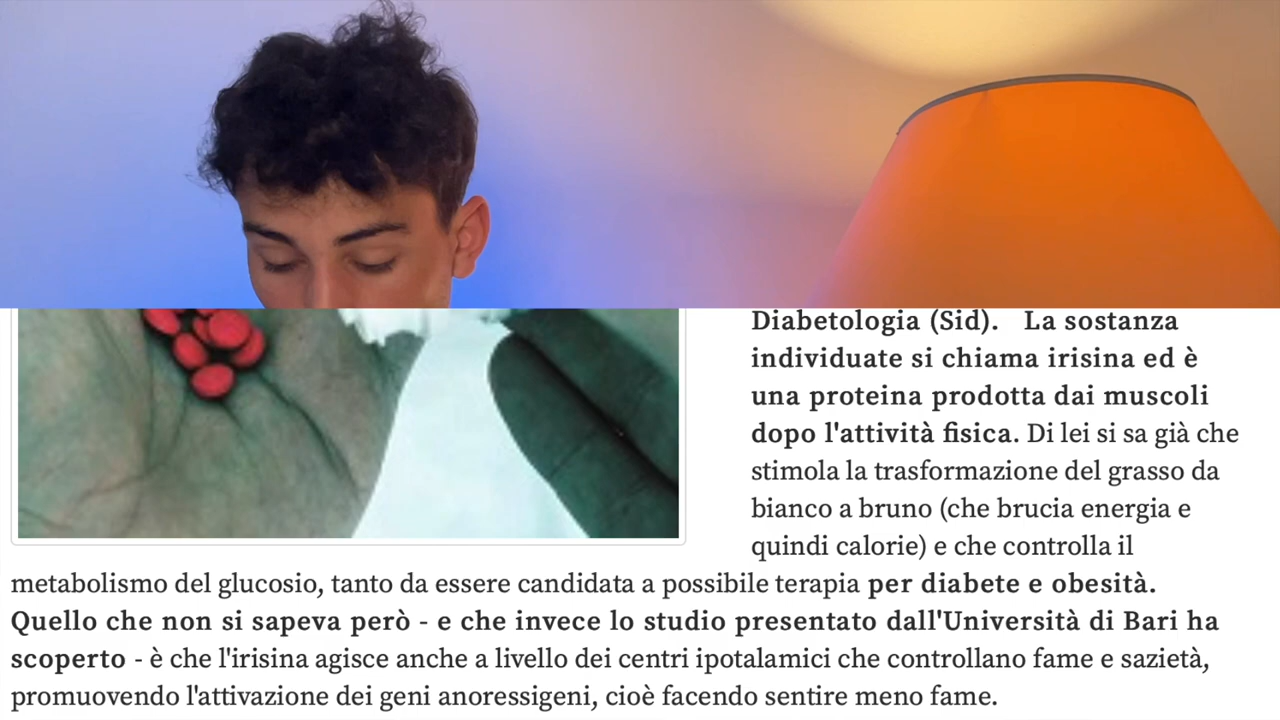 Diabetologia (Sid). La sostanza
individuate si chiama irisina ed è
una proteina prodotta dai muscoli
dopo l'attività fisica. Di lei si sa già che
stimola la trasformazione del grasso da
bianco a bruno (che brucia energia e
quindi calorie) e che controlla il
metabolismo del glucosio, tanto da essere candidata a possibile terapia per diabete e obesità.
Quello che non si sapeva però - e che invece lo studio presentato dall'Università di Bari ha
scoperto - è che l'irisina agisce anche a livello dei centri ipotalamici che controllano fame e sazietà,
promuovendo l'attivazione dei geni anoressigeni, cioè facendo sentire meno fame.